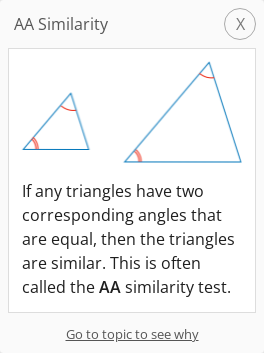 AA Similarity
X
If any triangles have two
corresponding angles that
are equal, then the triangles
are similar. This is often
called the AA similarity test.
Go to topic to see why